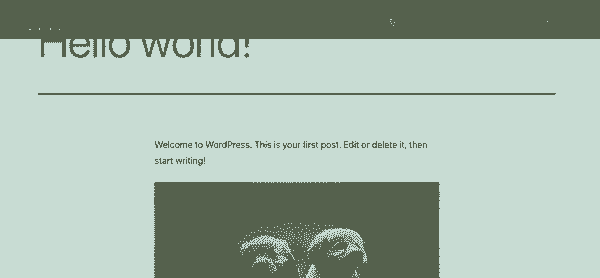 Hello world!
Welcome to WordPress. This is your first post. Edit or delete it, then
start writing!